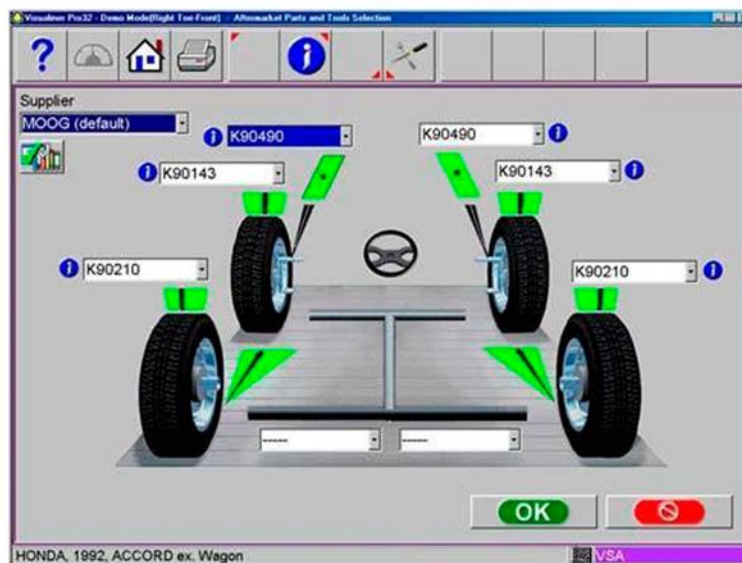 Visualiner Pro32 - Demo Mode(Right Toe-Front) - Aftermarket Parts and Tools Selection
?
i
Supplier
MOOG (default)
i K90490
K90490 i
i K90143
K90143 i
i K90210
K90210 i
-----
-----
OK
HONDA, 1992, ACCORD ex. Wagon
VSA